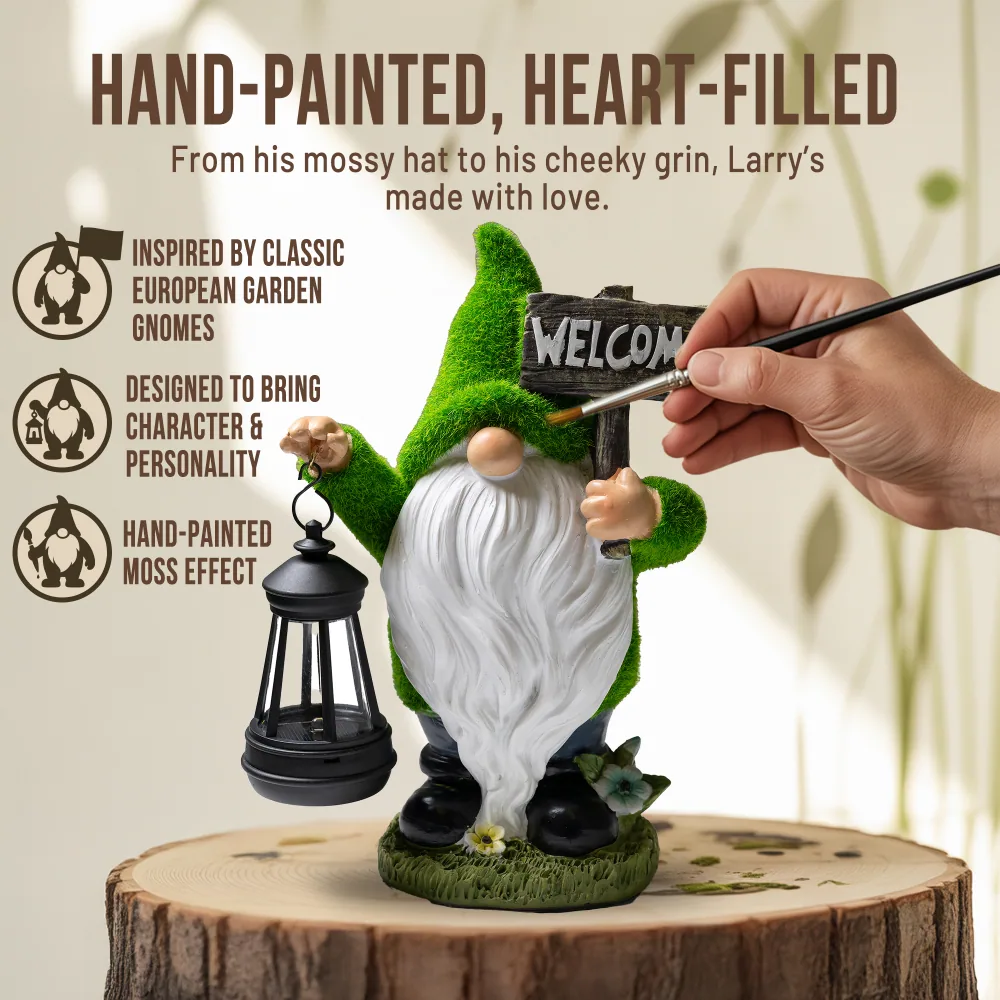 HAND-PAINTED, HEART-FILLED
From his mossy hat to his cheeky grin, Larry's
made with love.
INSPIRED BY CLASSIC
EUROPEAN GARDEN
GNOMES
WELCOM
DESIGNED TO BRING
CHARACTER &
PERSONALITY
HAND-PAINTED
MOSS EFFECT